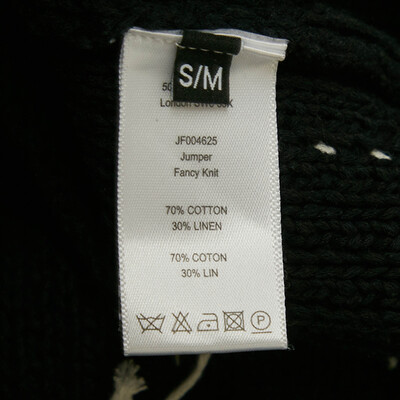 S/M
London
JF004625
Jumper
Fancy Knit
70% COTTON
30% LINEN
70% COTON
30% LIN
P